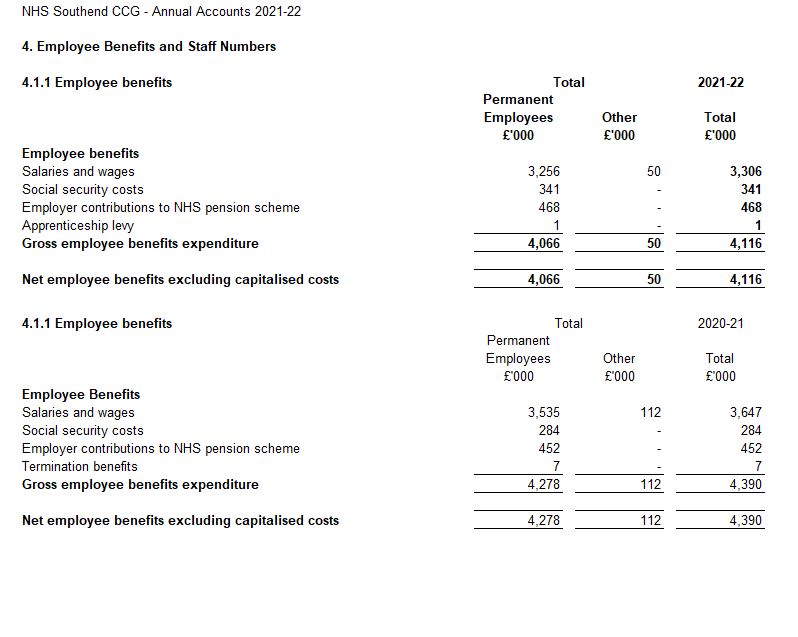 NHS Southend CCG - Annual Accounts 2021-22
4. Employee Benefits and Staff Numbers
4.1.1 Employee benefits Total 2021-22
Permanent
Employees Other Total
£'000 £'000 £'000
Employee benefits
Salaries and wages 3,256 50 3,306
Social security costs 341 - 341
Employer contributions to NHS pension scheme 468 - 468
Apprenticeship levy 1 - 1
Gross employee benefits expenditure 4,066 50 4,116
Net employee benefits excluding capitalised costs 4,066 50 4,116
4.1.1 Employee benefits Total 2020-21
Permanent
Employees Other Total
£'000 £'000 £'000
Employee Benefits
Salaries and wages 3,535 112 3,647
Social security costs 284 - 284
Employer contributions to NHS pension scheme 452 - 452
Termination benefits 7 - 7
Gross employee benefits expenditure 4,278 112 4,390
Net employee benefits excluding capitalised costs 4,278 112 4,390